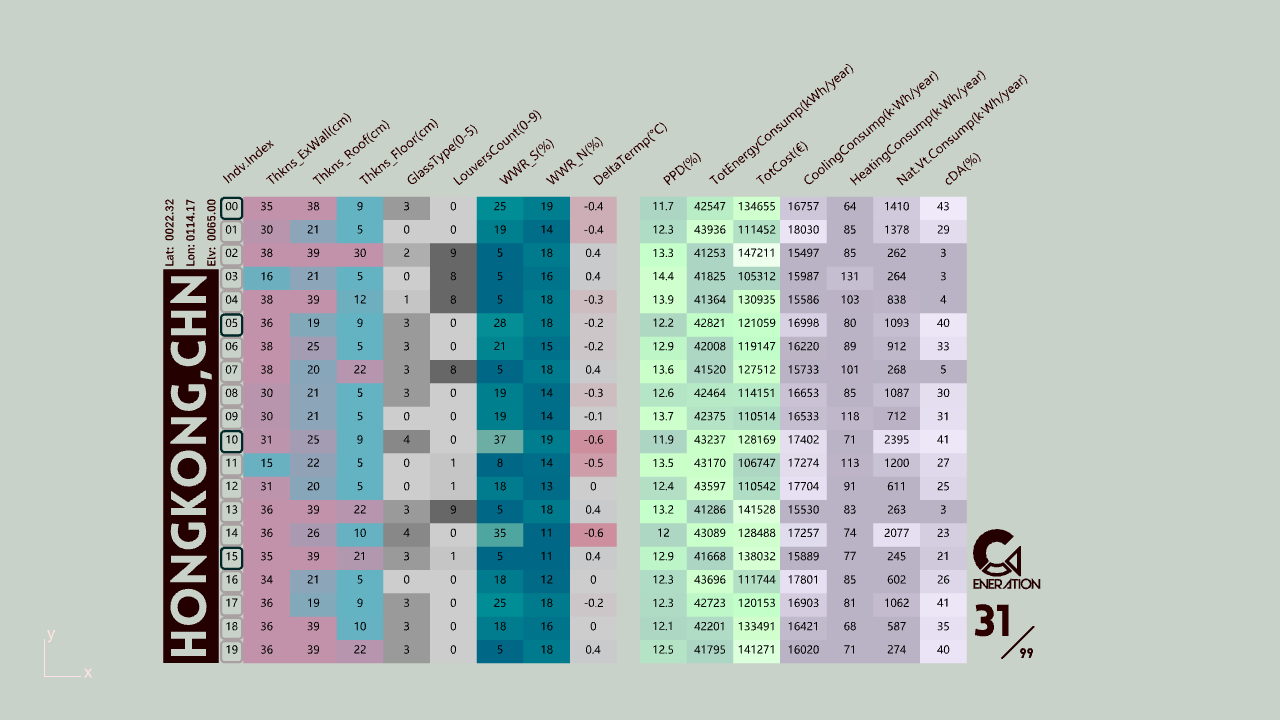 Indv.Index Thkns_ExWall(cm) Thkns_Roof(cm) Thkns_Floor(cm) GlassType(0-5) LouversCount(0-9) WWR_S(%) WWR_N(%) DeltaTermp(°C) PPD(%) TotEnergyConsump(kWh/year) TotCost(€) CoolingConsump(k·Wh/year) HeatingConsump(k·Wh/year) Nat.Vt.Consump(k·Wh/year) cDA(%)
Lat: 0022.32
Lon: 0114.17
Elv: 0065.00
HONGKONG,CHN
00 35 38 9 3 0 25 19 -0.4 11.7 42547 134655 16757 64 1410 43
01 30 21 5 0 0 19 14 -0.4 12.3 43936 111452 18030 85 1378 29
02 38 39 30 2 9 5 18 0.4 13.3 41253 147211 15497 85 262 3
03 16 21 5 0 8 5 16 0.4 14.4 41825 105312 15987 131 264 3
04 38 39 12 1 8 5 18 -0.3 13.9 41364 130935 15586 103 838 4
05 36 19 9 3 0 28 18 -0.2 12.2 42821 121059 16998 80 1093 40
06 38 25 5 3 0 21 15 -0.2 12.9 42008 119147 16220 89 912 33
07 38 20 22 3 8 5 18 0.4 13.6 41520 127512 15733 101 268 5
08 30 21 5 3 0 19 14 -0.3 12.6 42464 114151 16653 85 1087 30
09 30 21 5 0 0 19 14 -0.1 13.7 42375 110514 16533 118 712 31
10 31 25 9 4 0 37 19 -0.6 11.9 43237 128169 17402 71 2395 41
11 15 22 5 0 1 8 14 -0.5 13.5 43170 106747 17274 113 1200 27
12 31 20 5 0 1 18 13 0 12.4 43597 110542 17704 91 611 25
13 36 39 22 3 9 5 18 0.4 13.2 41286 141528 15530 83 263 3
14 36 26 10 4 0 35 11 -0.6 12 43089 128488 17257 74 2077 23
15 35 39 21 3 1 5 11 0.4 12.9 41668 138032 15889 77 245 21
16 34 21 5 0 0 18 12 0 12.3 43696 111744 17801 85 602 26
17 36 19 9 3 0 25 18 -0.2 12.3 42723 120153 16903 81 1062 41
18 36 39 10 3 0 18 16 0 12.1 42201 133491 16421 68 587 35
19 36 39 22 3 0 5 18 0.4 12.5 41795 141271 16020 71 274 40
G
ENERATION
31/99
y
x